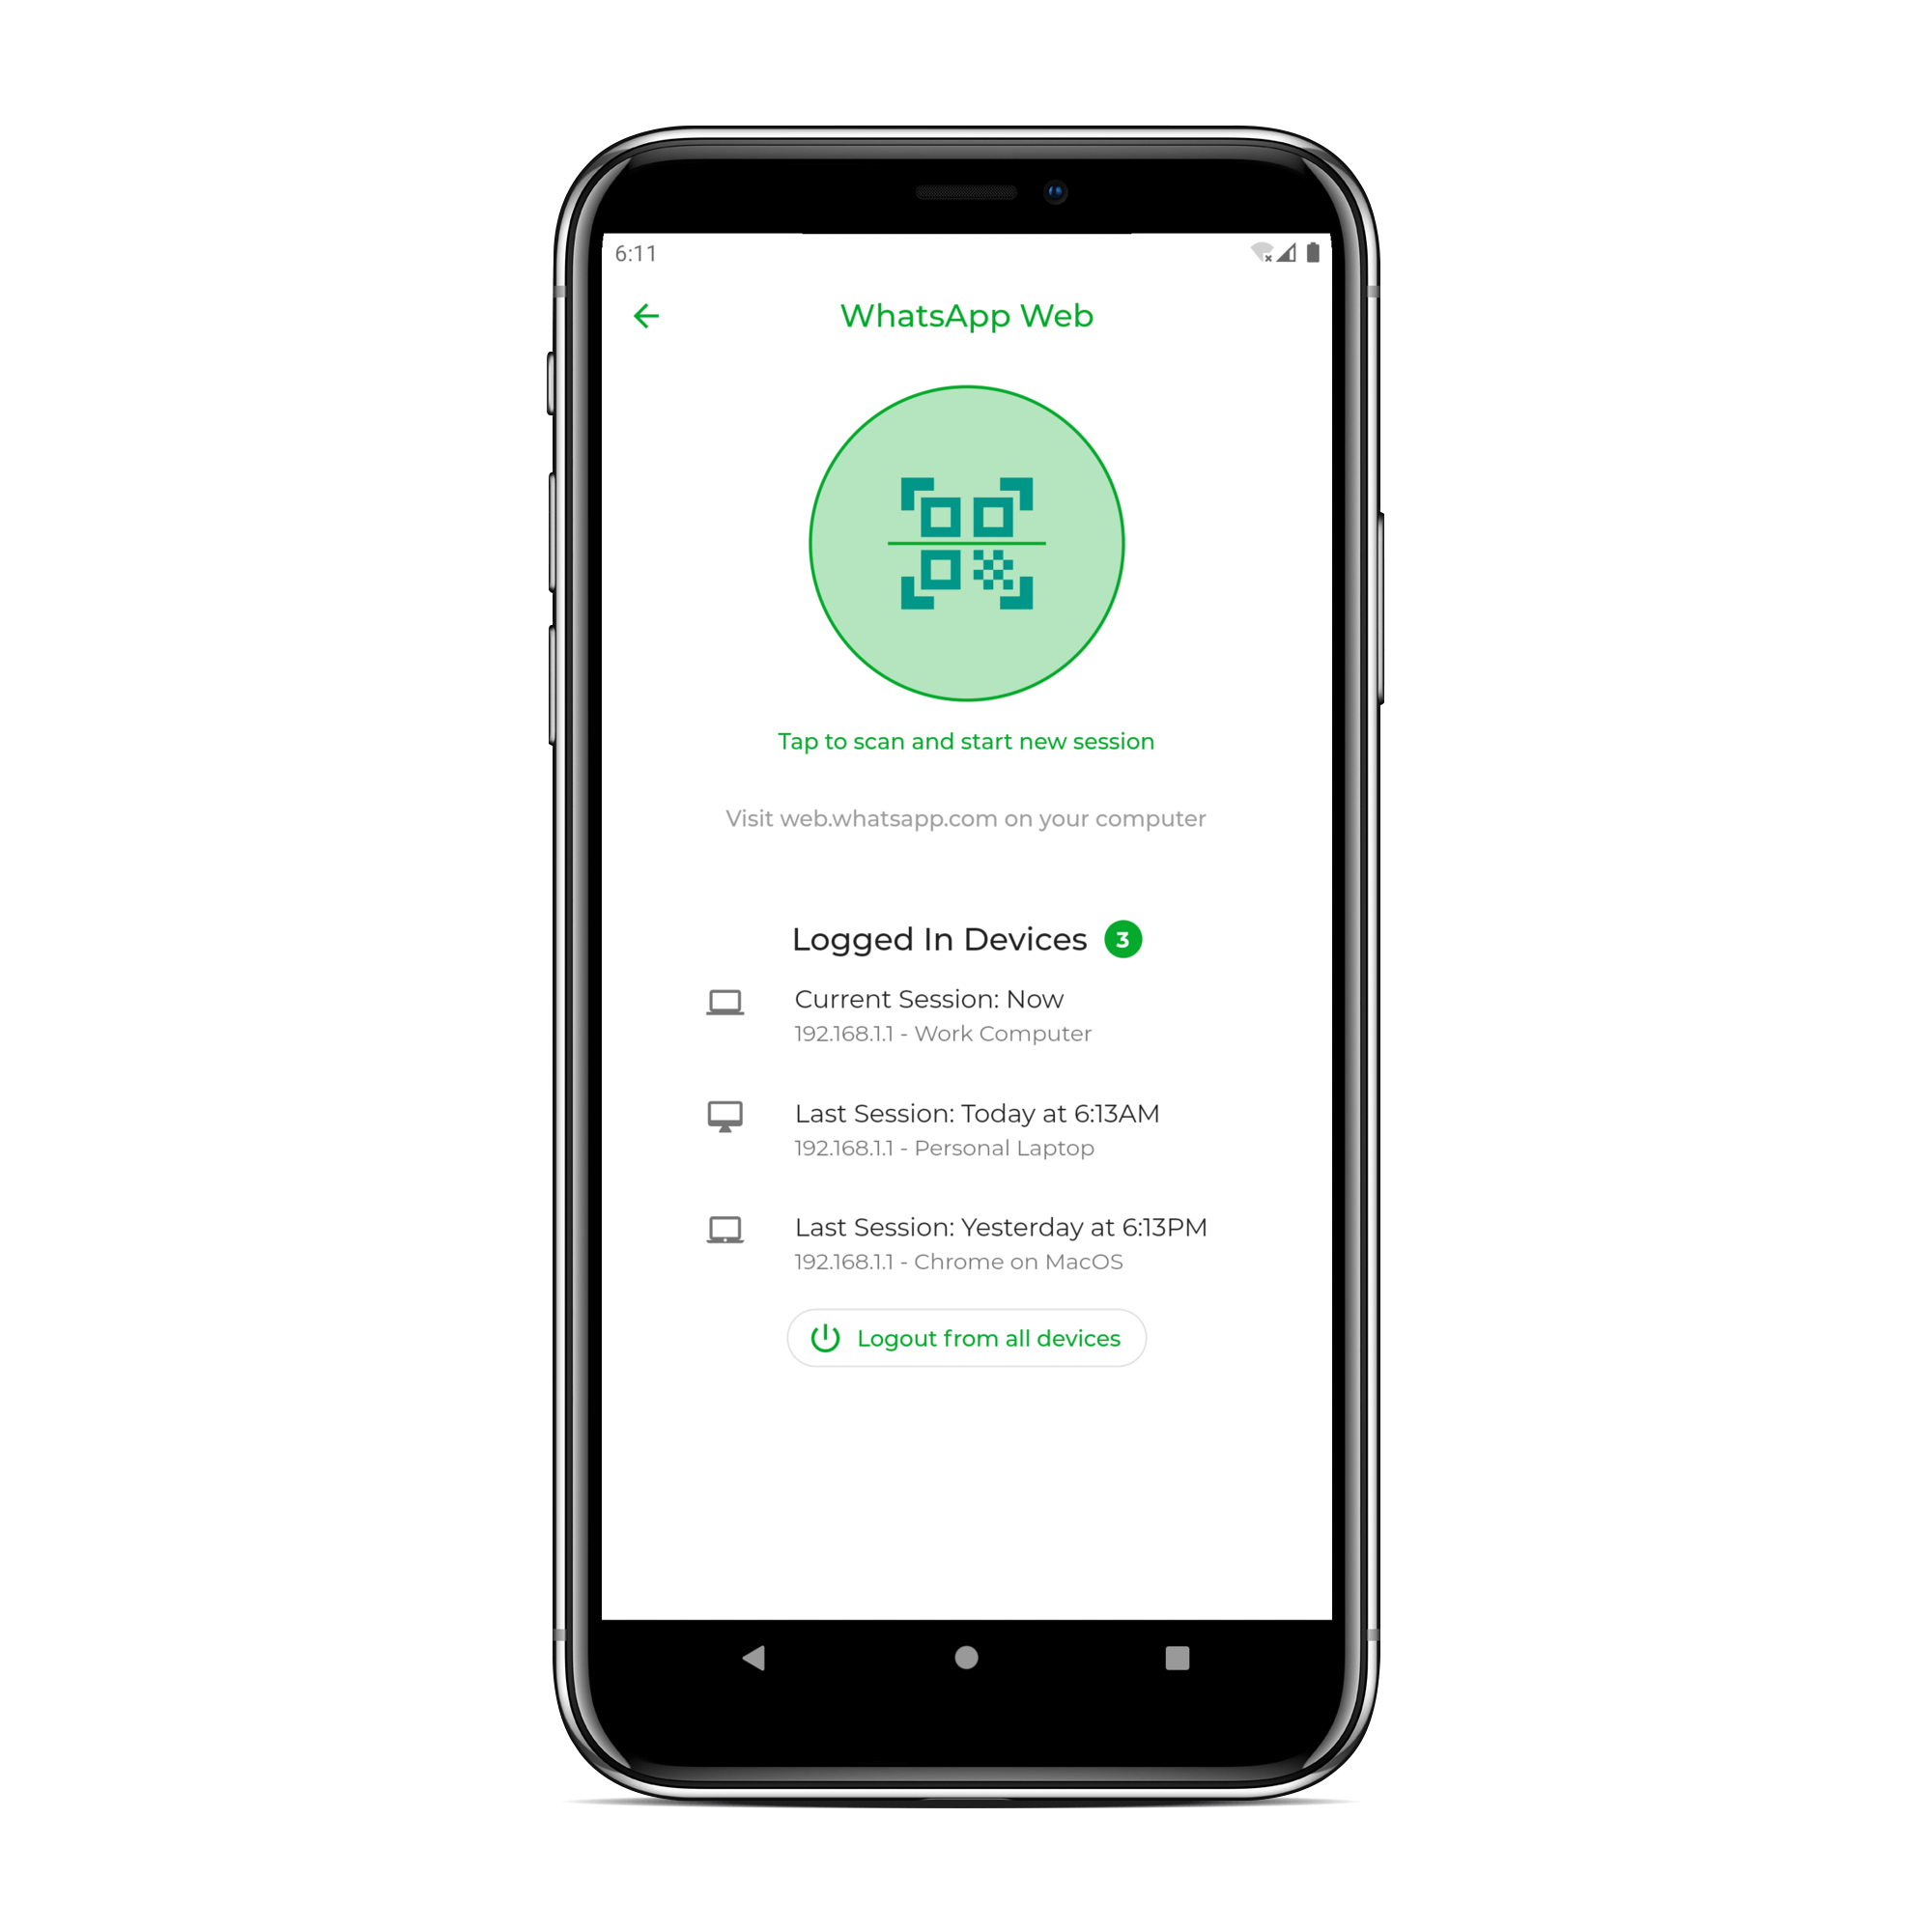 6:11
WhatsApp Web
Tap to scan and start new session
Visit web.whatsapp.com on your computer
Logged In Devices 3
Current Session: Now
192.168.1.1 - Work Computer
Last Session: Today at 6:13AM
192.168.1.1 - Personal Laptop
Last Session: Yesterday at 6:13PM
192.168.1.1 - Chrome on MacOS
Logout from all devices